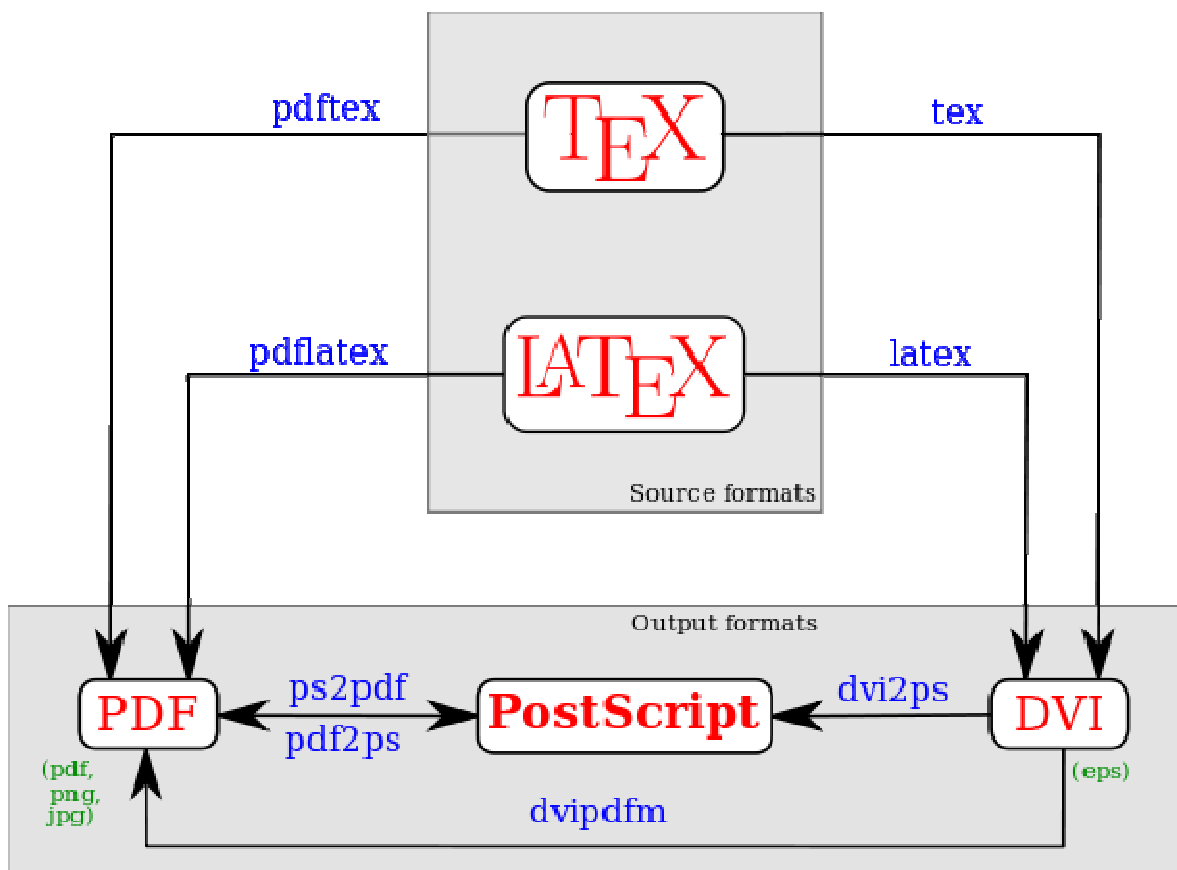 pdftex
TEX
tex
pdflatex
LATEX
latex
Source formats
Output formats
PDF
ps2pdf
pdf2ps
PostScript
dvi2ps
DVI
(pdf,
png,
jpg)
(eps)
dvipdfm